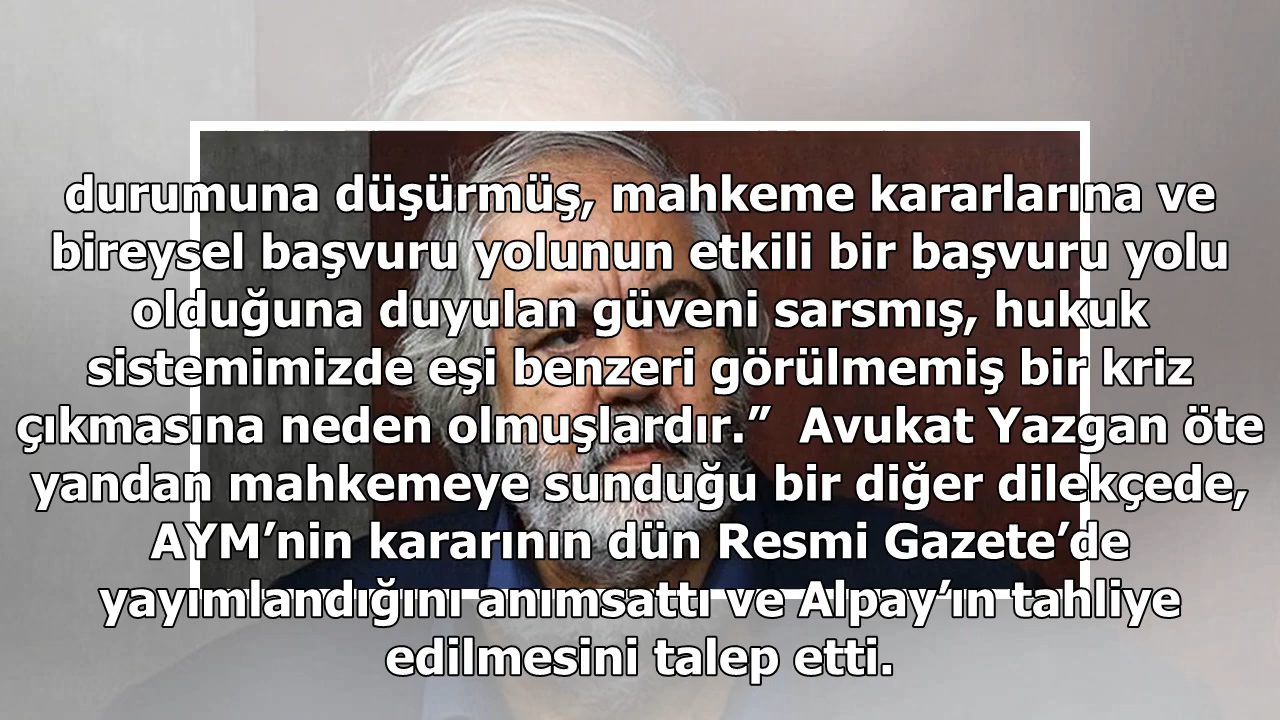 durumuna düşürmüş, mahkeme kararlarına ve
bireysel başvuru yolunun etkili bir başvuru yolu
olduğuna duyulan güveni sarsmış, hukuk
sistemimizde eşi benzeri görülmemiş bir kriz
çıkmasına neden olmuşlardır.”  Avukat Yazgan öte
yandan mahkemeye sunduğu bir diğer dilekçede,
AYM’nin kararının dün Resmi Gazete’de
yayımlandığını anımsattı ve Alpay’ın tahliye
edilmesini talep etti.